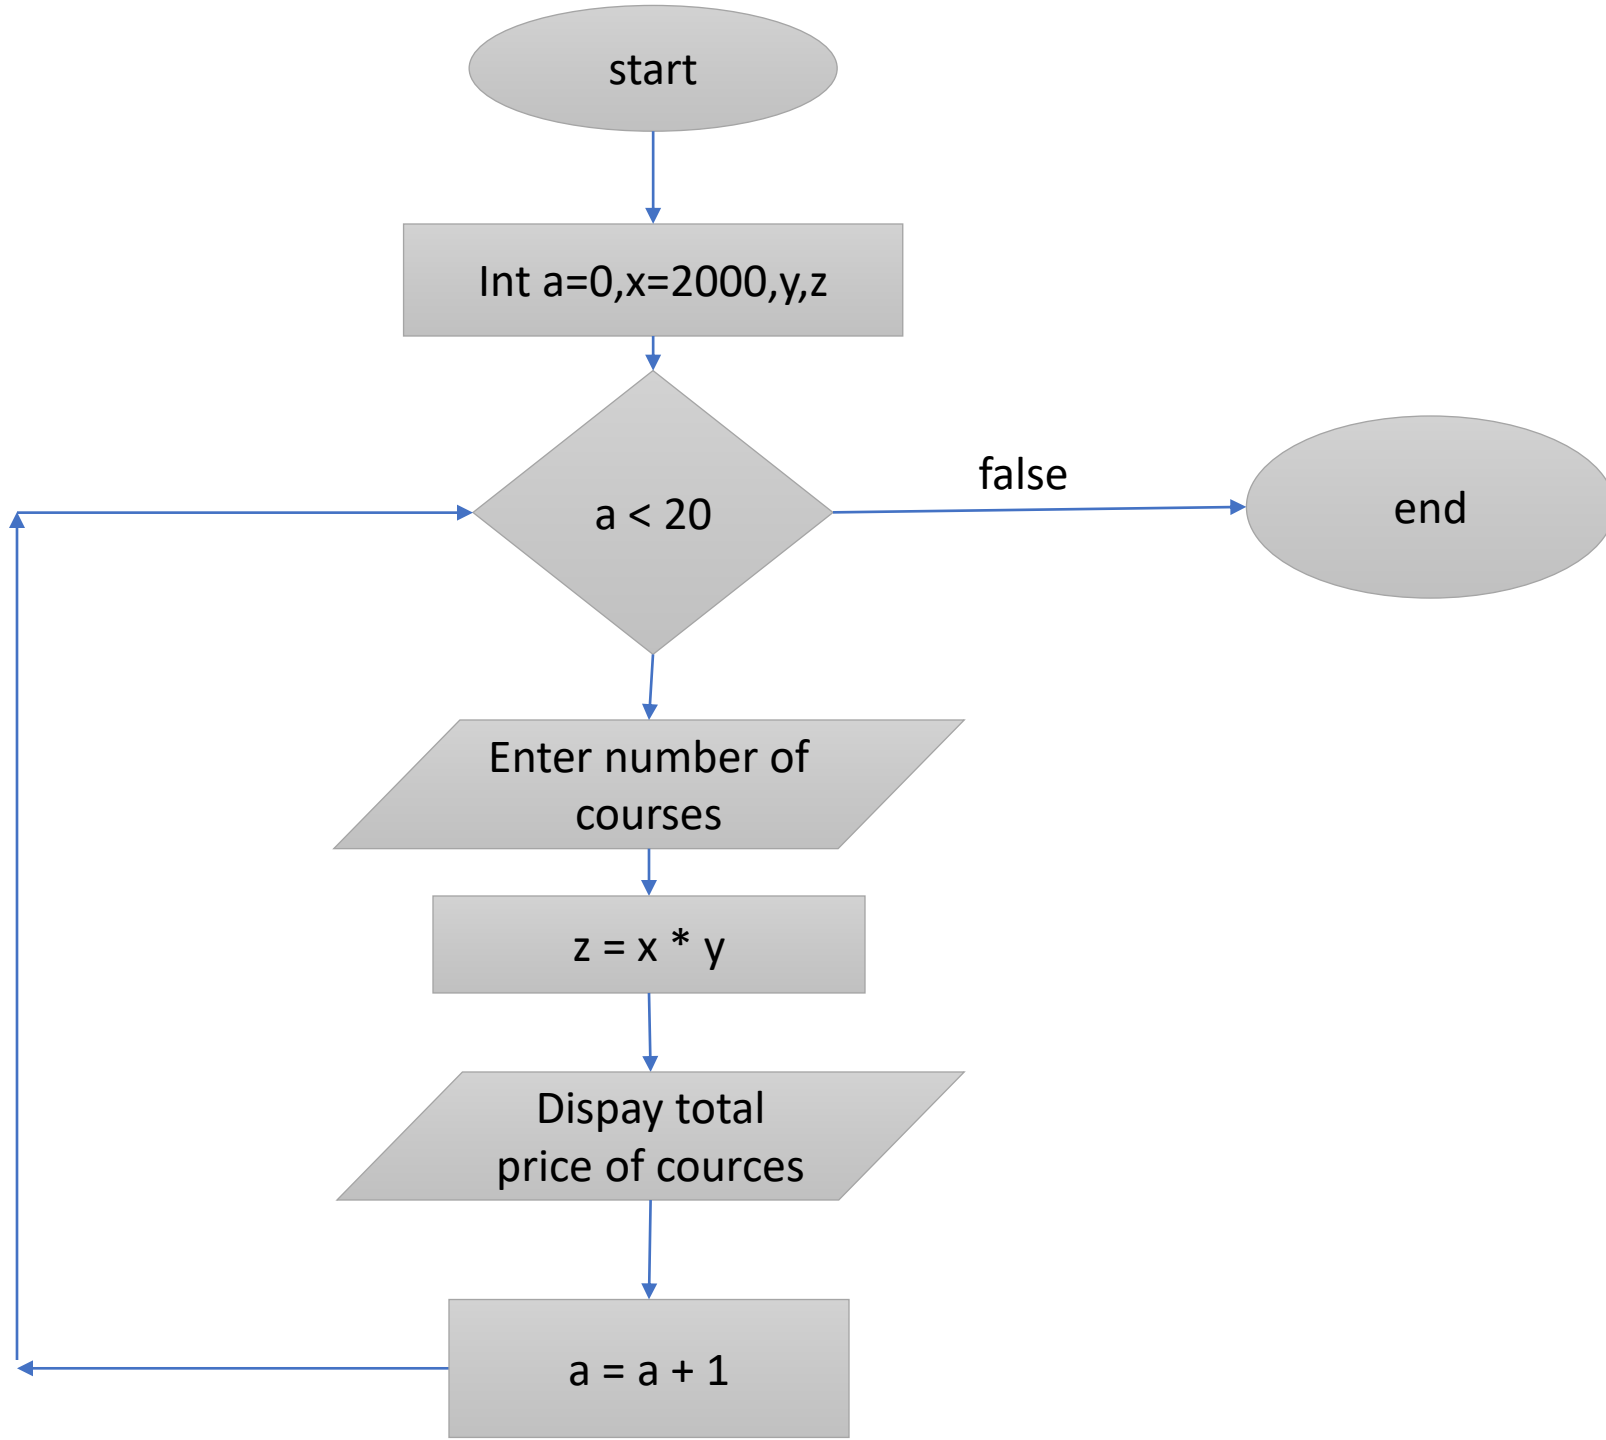 start
Int a=0,x=2000,y,z
a < 20
false
end
Enter number of
courses
z = x * y
Dispay total
price of cources
a = a + 1